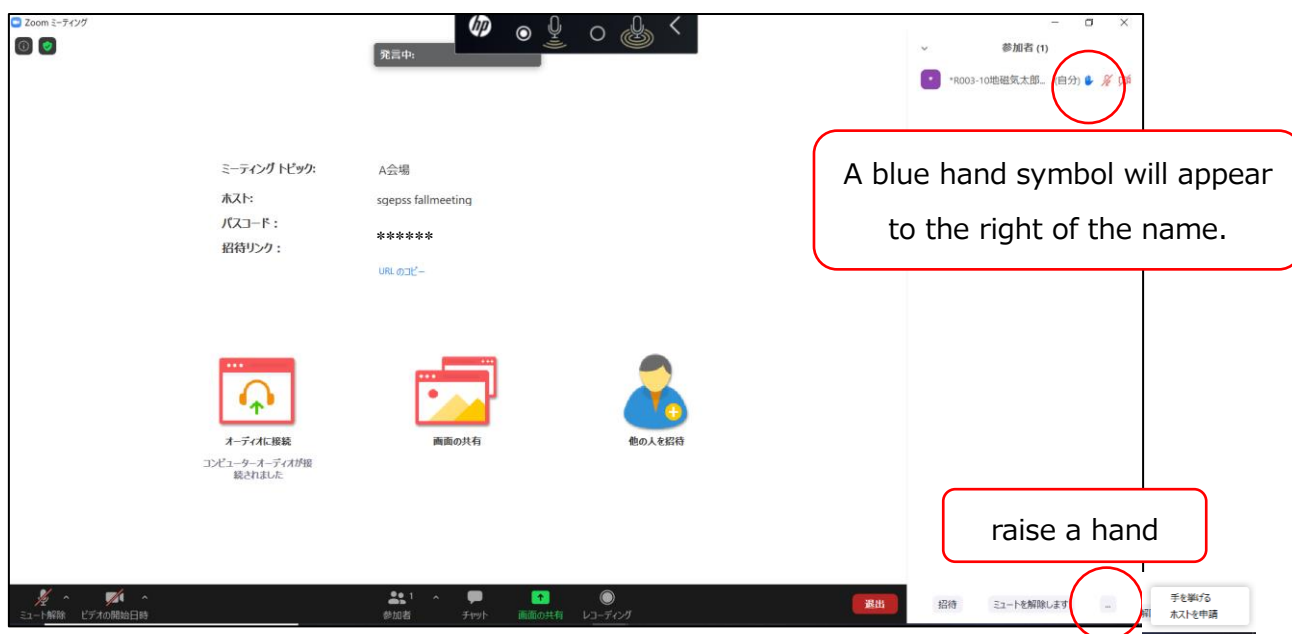 Zoom ミーティング
hp
発言中:
参加者 (1)
*R003-10地磁気太郎... (自分)
A blue hand symbol will appear
to the right of the name.
ミーティング トピック:
A会場
ホスト:
sgepss fallmeeting
パスコード：
******
招待リンク：
URL のコピー
オーディオに接続
コンピューターオーディオが接
続されました
画面の共有
他の人を招待
raise a hand
ミュート解除
ビデオの開始日時
1
参加者
チャット
画面の共有
レコーディング
退出
招待
ミュートを解除します
...
手を挙げる
ホストを申請